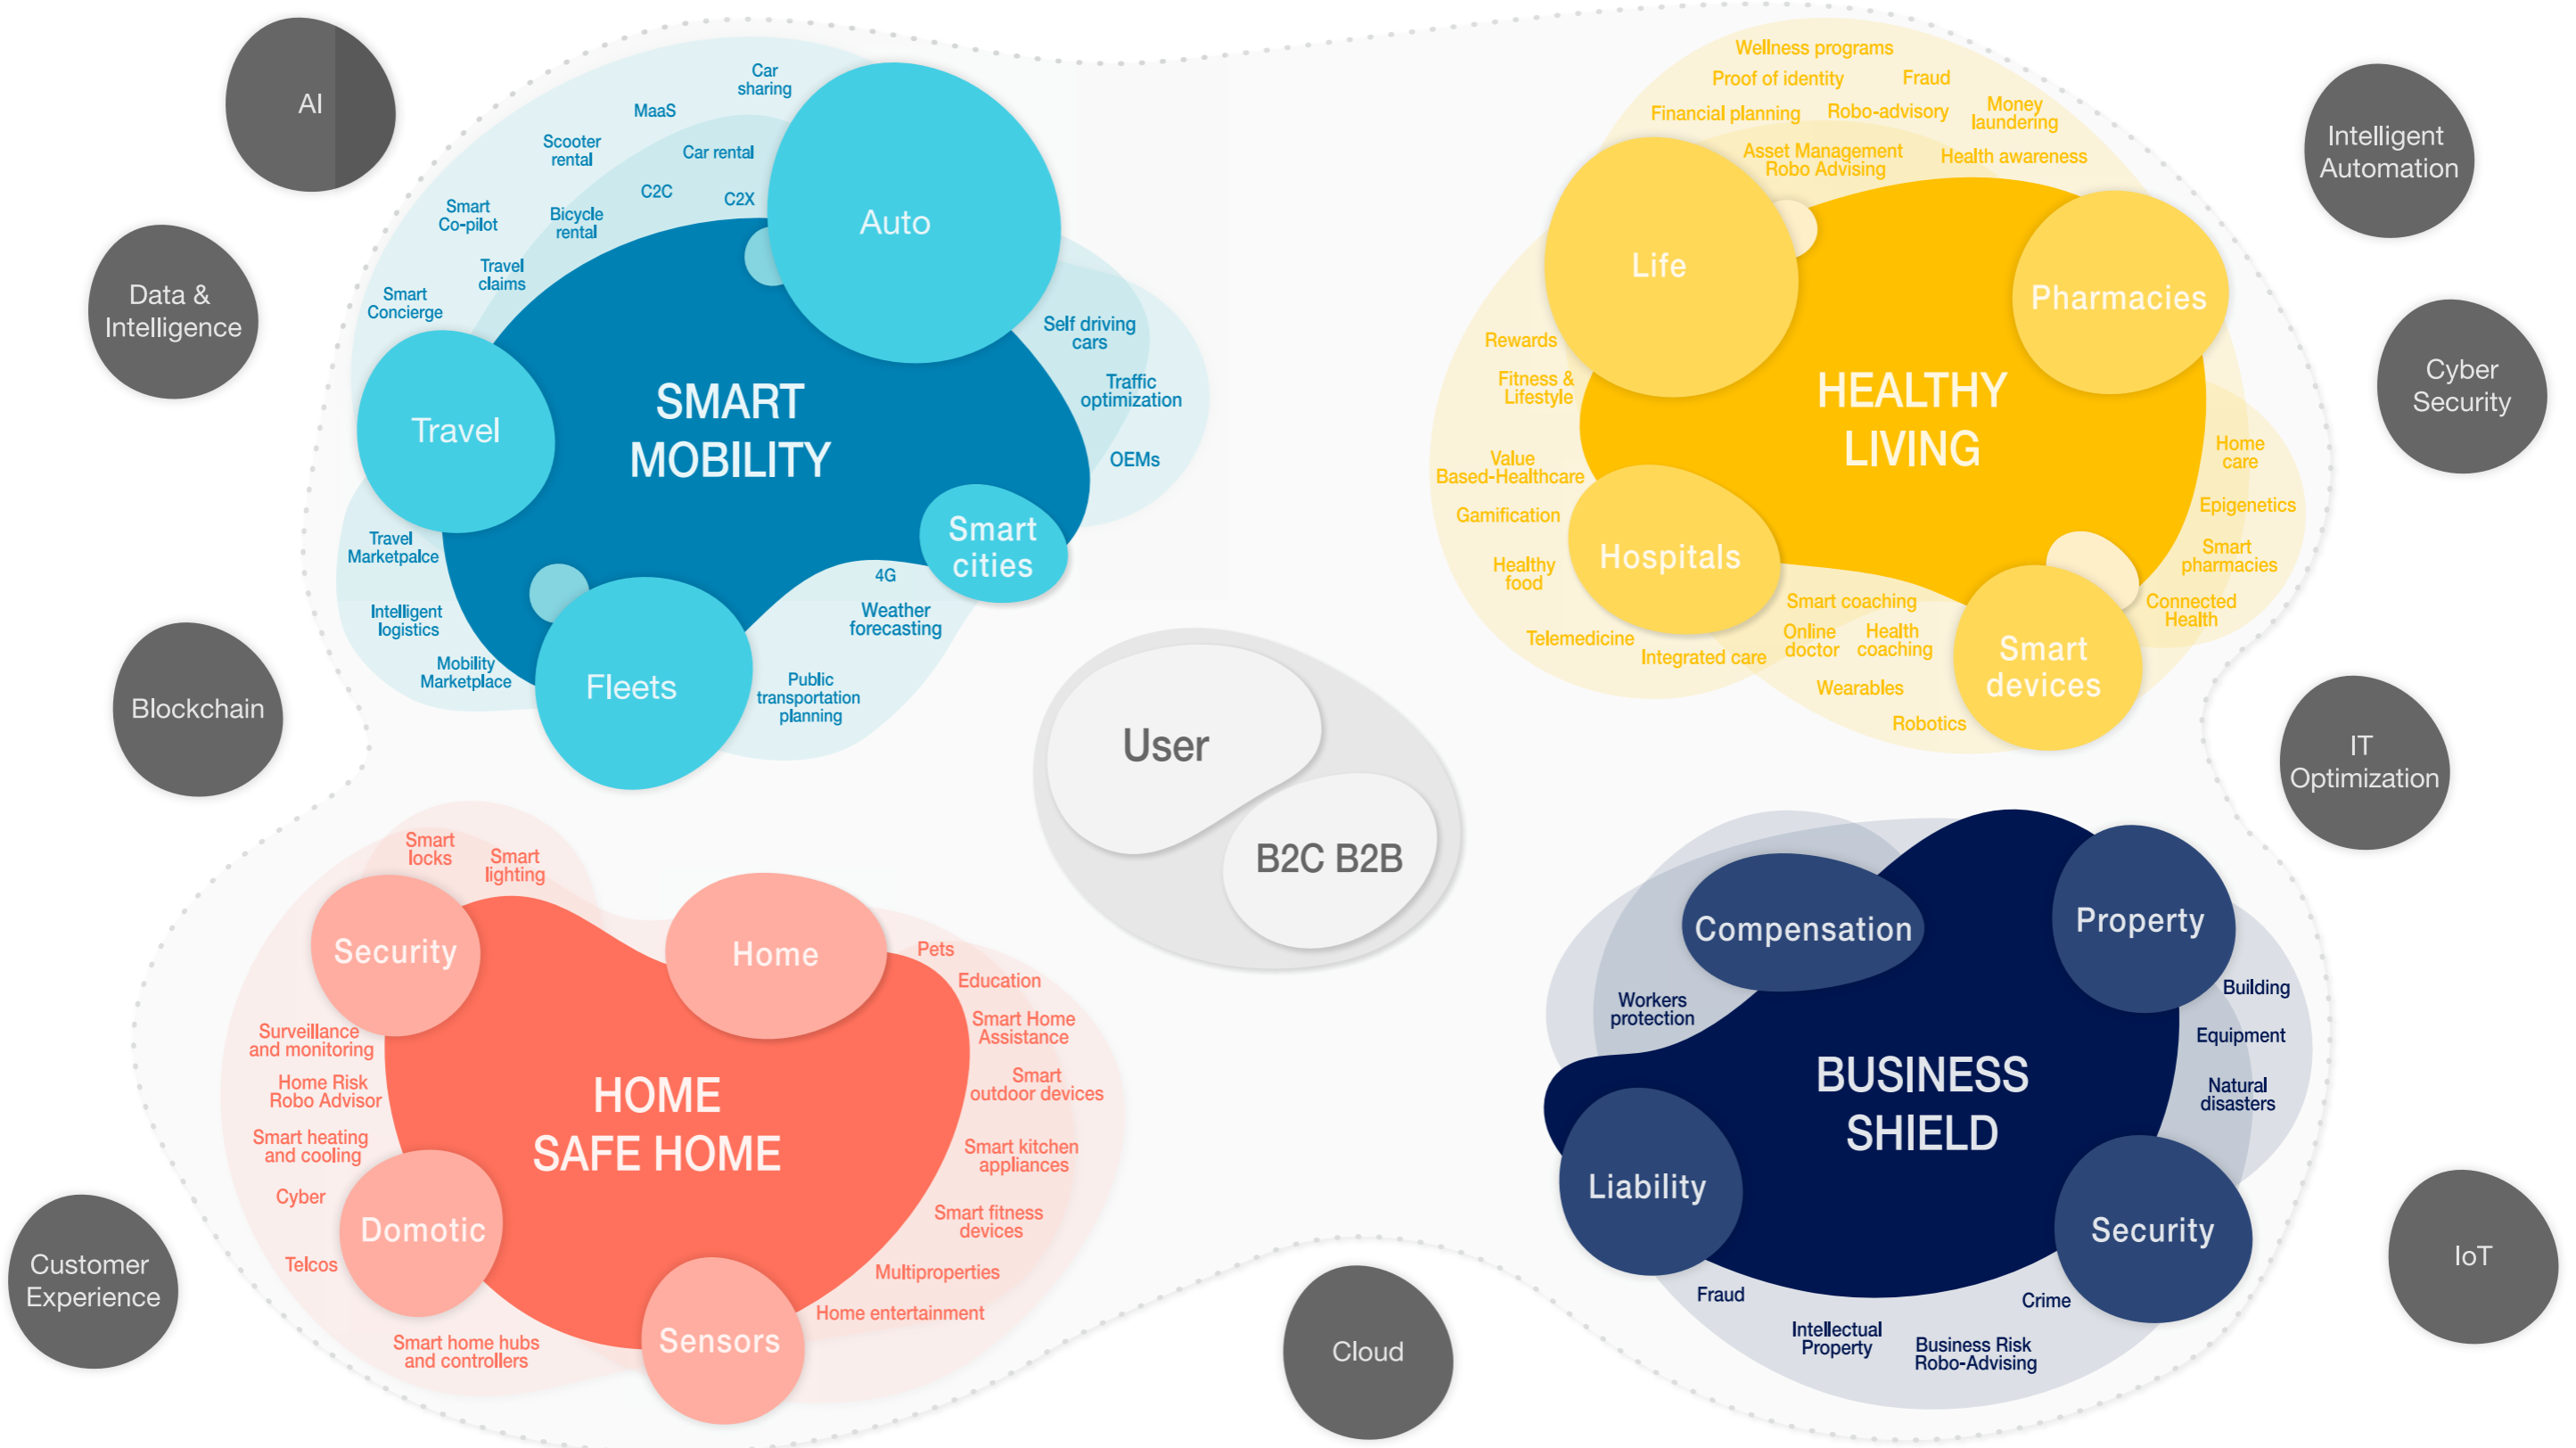 AI
Data &
Intelligence
Blockchain
Customer
Experience
Car
sharing
MaaS
Scooter
rental
Car rental
C2C
C2X
Smart
Co-pilot
Bicycle
rental
Travel
claims
Smart
Concierge
Auto
Travel
SMART
MOBILITY
Self driving
cars
Traffic
optimization
OEMs
Smart
cities
Travel
Marketpalce
Intelligent
logistics
Mobility
Marketplace
Fleets
4G
Weather
forecasting
Public
transportation
planning
Wellness programs
Proof of identity
Fraud
Financial planning
Robo-advisory
Money
laundering
Asset Management
Robo Advising
Health awareness
Life
Pharmacies
HEALTHY
LIVING
Rewards
Fitness &
Lifestyle
Value
Based-Healthcare
Gamification
Healthy
food
Hospitals
Telemedicine
Integrated care
Smart coaching
Online
doctor
Health
coaching
Wearables
Robotics
Smart
devices
Home
care
Epigenetics
Smart
pharmacies
Connected
Health
Intelligent
Automation
Cyber
Security
IT
Optimization
IoT
User
B2C B2B
Smart
locks
Smart
lighting
Security
Home
Pets
Education
Smart Home
Assistance
Smart
outdoor devices
Smart kitchen
appliances
Smart fitness
devices
Multiproperties
Home entertainment
HOME
SAFE HOME
Surveillance
and monitoring
Home Risk
Robo Advisor
Smart heating
and cooling
Cyber
Telcos
Domotic
Smart home hubs
and controllers
Sensors
Compensation
Property
Workers
protection
BUSINESS
SHIELD
Building
Equipment
Natural
disasters
Liability
Security
Fraud
Intellectual
Property
Business Risk
Robo-Advising
Crime
Cloud